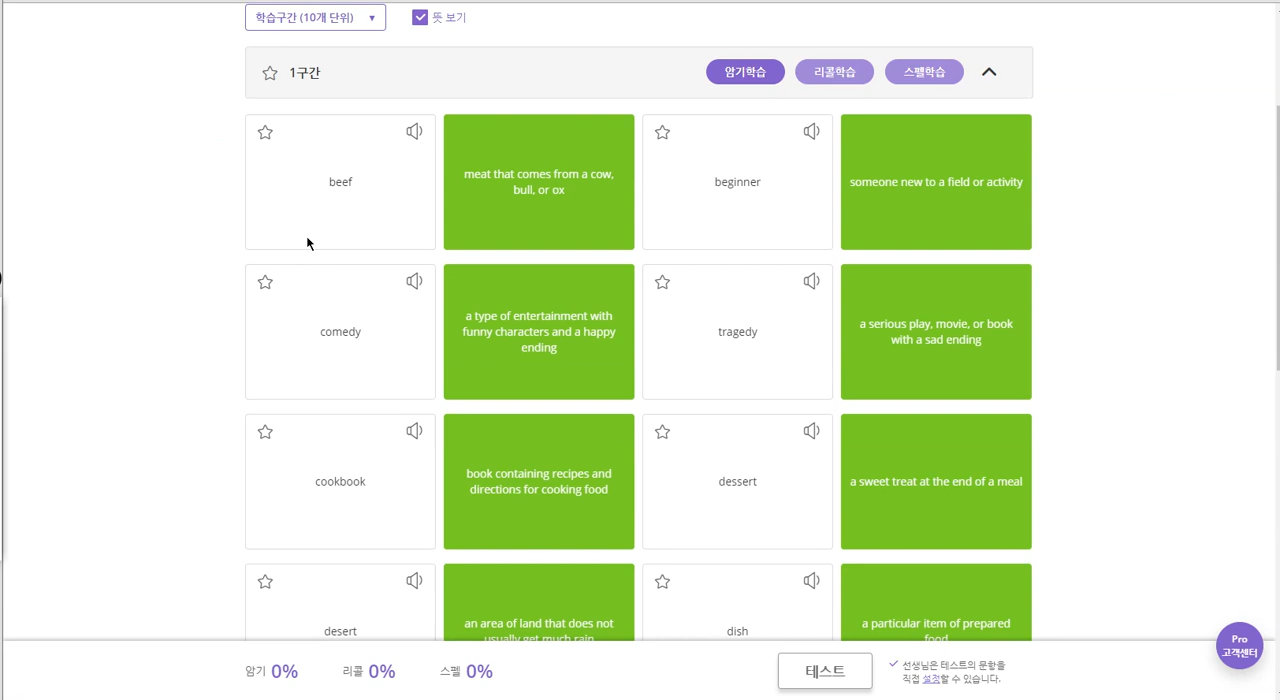 학습구간 (10개 단위) ▼
뜻 보기
1구간
암기학습
리콜학습
스펠학습
beef
meat that comes from a cow,
bull, or ox
beginner
someone new to a field or activity
comedy
a type of entertainment with
funny characters and a happy
ending
tragedy
a serious play, movie, or book
with a sad ending
cookbook
book containing recipes and
directions for cooking food
dessert
a sweet treat at the end of a meal
desert
an area of land that does not
usually get much rain
dish
a particular item of prepared
food
암기 0%
리콜 0%
스펠 0%
테스트
선생님은 테스트의 문항을
직접 설정할 수 있습니다.
Pro
고객센터